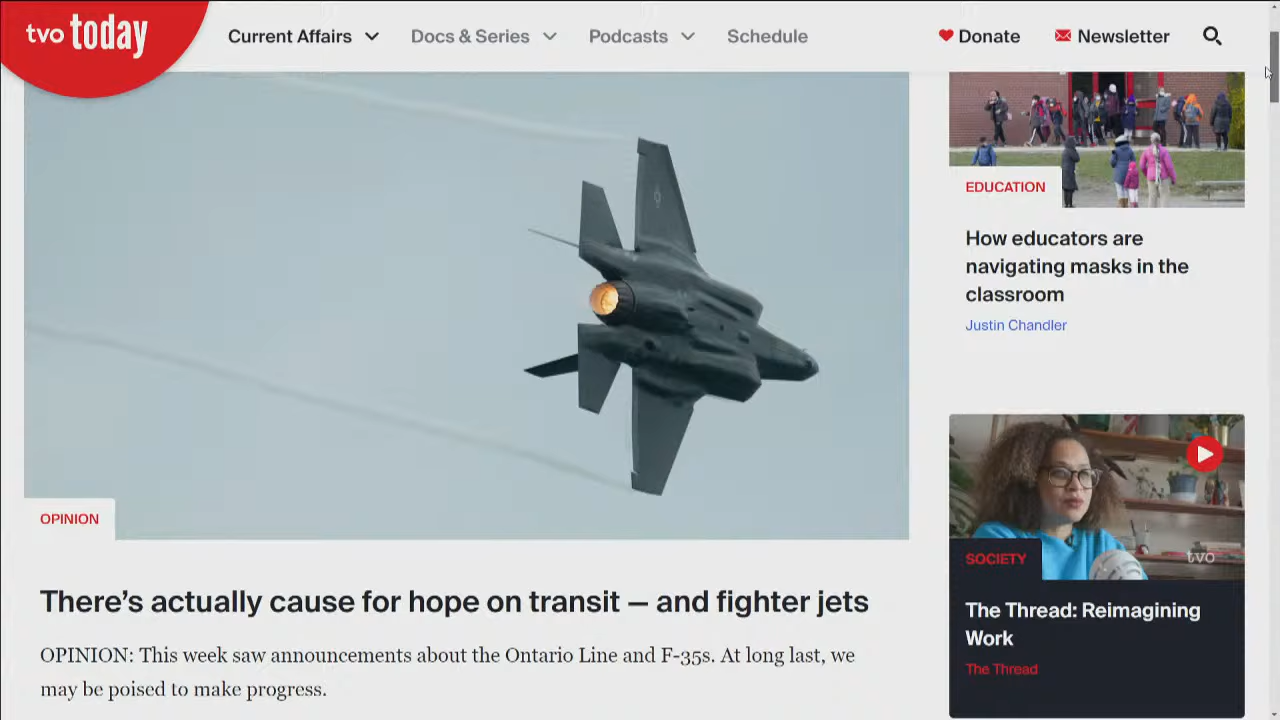 tvo today
Current Affairs
Docs & Series
Podcasts
Schedule
Donate
Newsletter
OPINION
There’s actually cause for hope on transit — and fighter jets
OPINION: This week saw announcements about the Ontario Line and F-35s. At long last, we
may be poised to make progress.
EDUCATION
How educators are
navigating masks in the
classroom
Justin Chandler
tvo
SOCIETY
The Thread: Reimagining
Work
The Thread